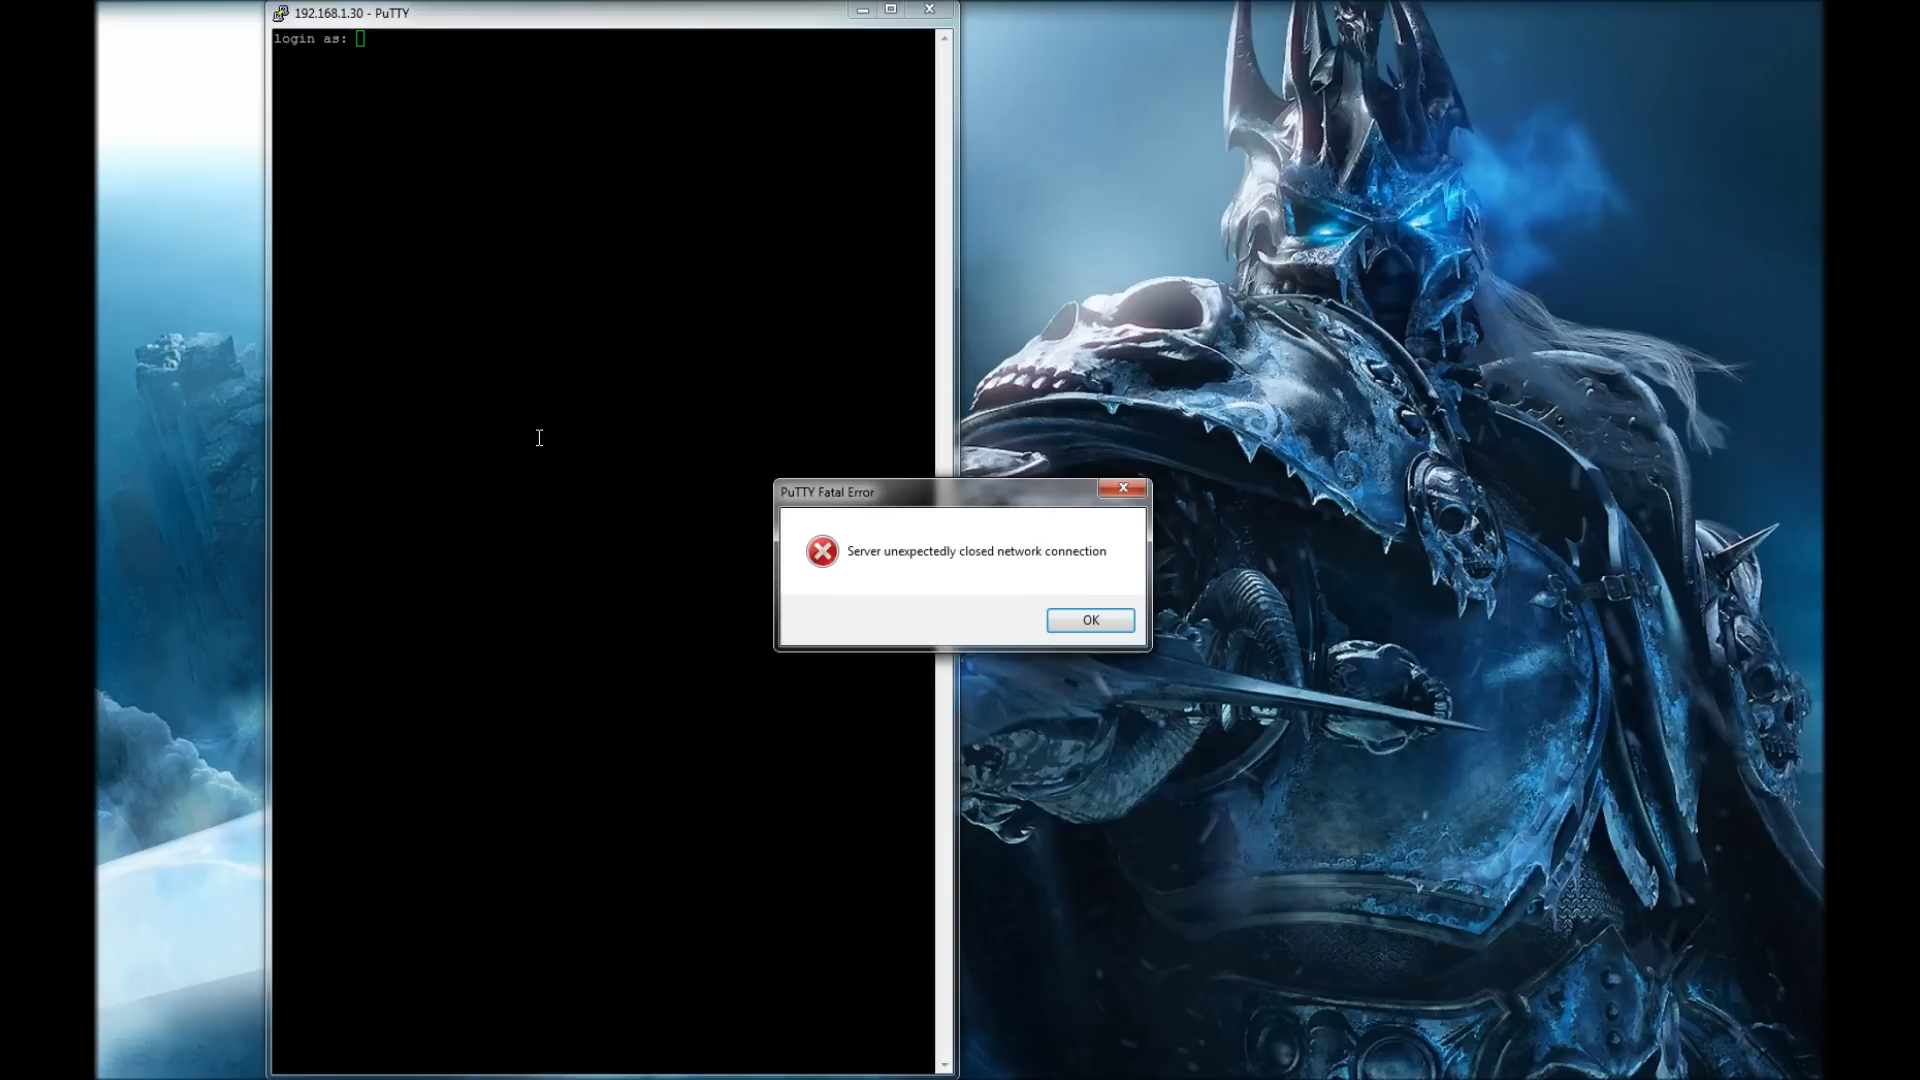 192.168.1.30 - PuTTY
login as:
PuTTY Fatal Error
Server unexpectedly closed network connection
OK